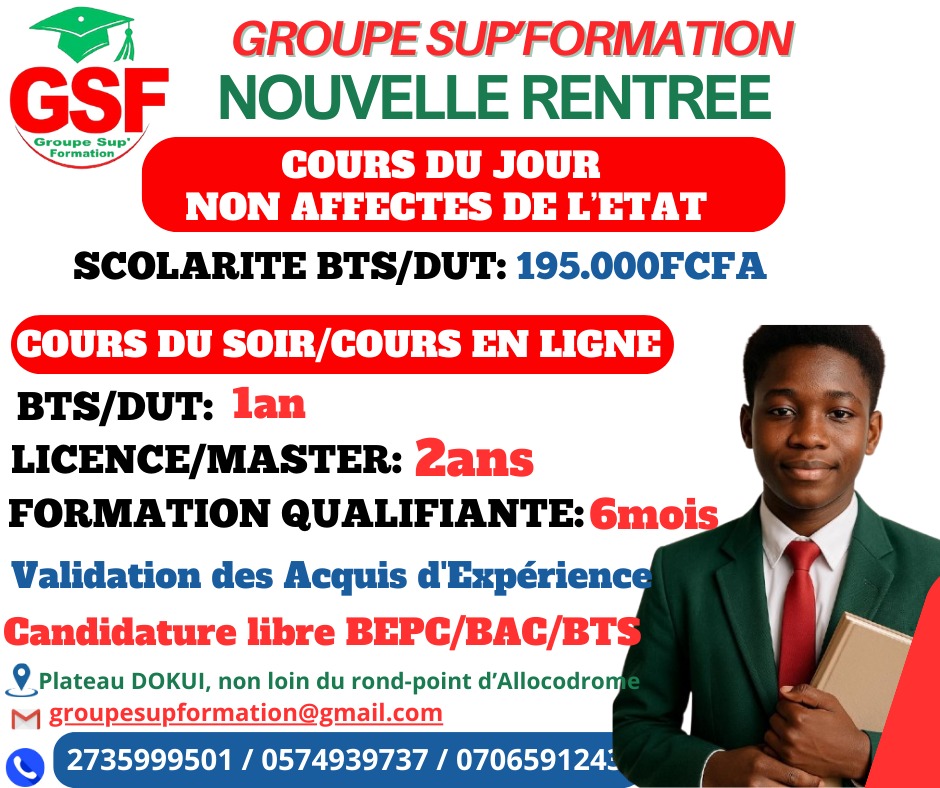 GSF
Groupe Sup'
Formation
GROUPE SUP'FORMATION
NOUVELLE RENTREE
COURS DU JOUR
NON AFFECTES DE L'ETAT
SCOLARITE BTS/DUT: 195.000FCFA
COURS DU SOIR/COURS EN LIGNE
BTS/DUT: 1an
LICENCE/MASTER: 2ans
FORMATION QUALIFIANTE: 6mois
Validation des Acquis d'Expérience
Candidature libre BEPC/BAC/BTS
Plateau DOKUI, non loin du rond-point d'Allocodrome
groupesupformation@gmail.com
2735999501 / 0574939737 / 0706591243